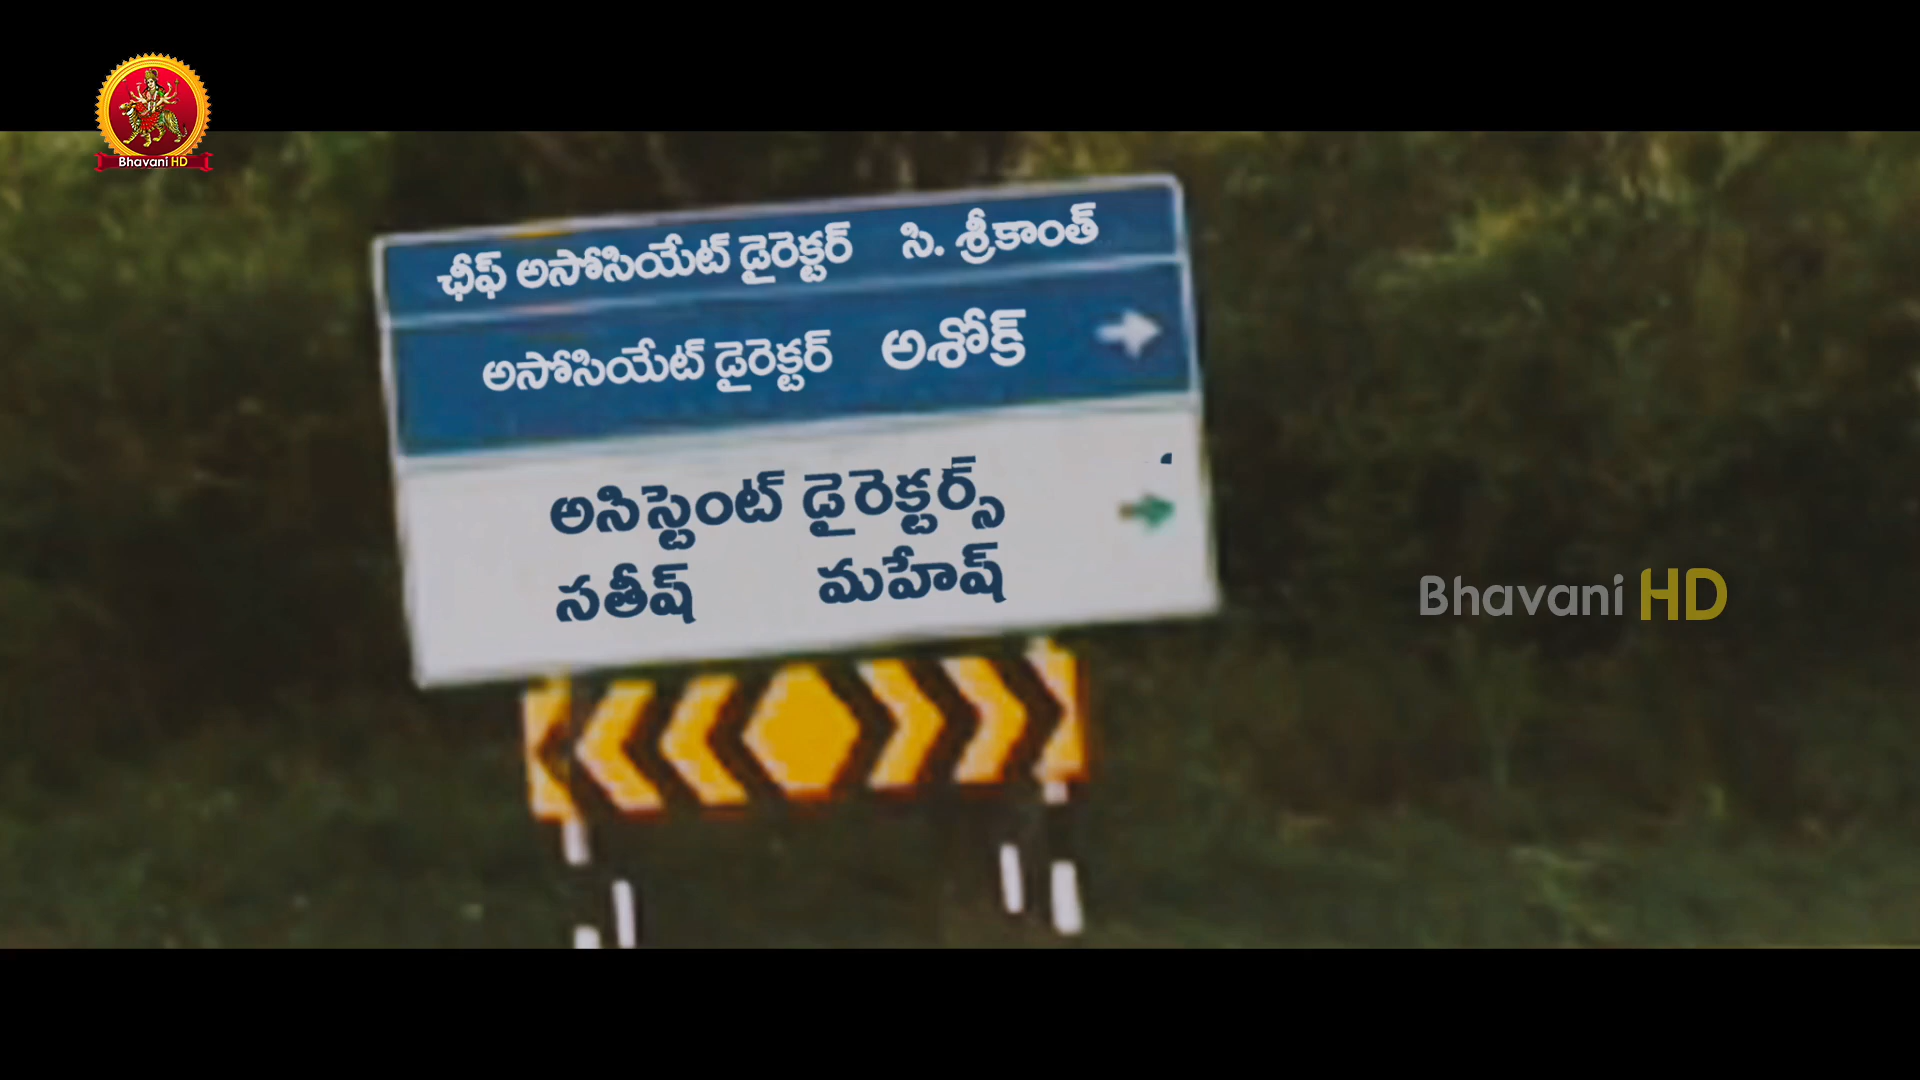 Bhavani HD
ఛీఫ్ అసోసియేట్ డైరెక్టర్ సి. శ్రీకాంత్
అసోసియేట్ డైరెక్టర్ అశోక్
అసిస్టెంట్ డైరెక్టర్స్
సతీష్ మహేష్
Bhavani HD